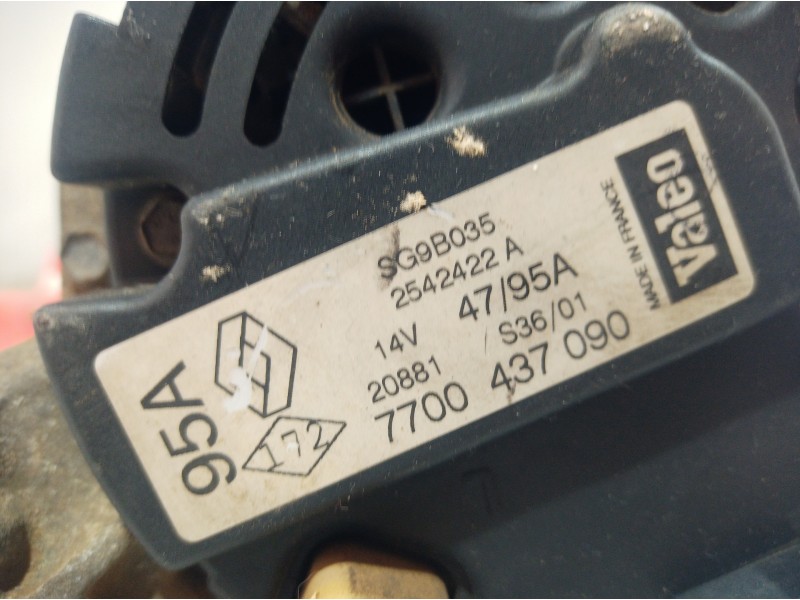 SG9B035
2542422 A
14V 47/95A
20881 S36/01
7700 437 090
95A
172
valeo
MADE IN FRANCE